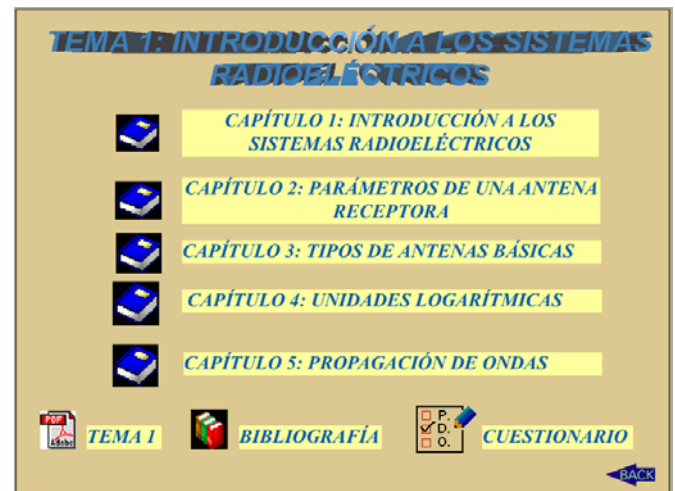 TEMA 1: INTRODUCCIÓN A LOS SISTEMAS
RADIOELÉCTRICOS
CAPÍTULO 1: INTRODUCCIÓN A LOS
SISTEMAS RADIOELÉCTRICOS
CAPÍTULO 2: PARÁMETROS DE UNA ANTENA
RECEPTORA
CAPÍTULO 3: TIPOS DE ANTENAS BÁSICAS
CAPÍTULO 4: UNIDADES LOGARÍTMICAS
CAPÍTULO 5: PROPAGACIÓN DE ONDAS
PDF
Adobe
TEMA 1
BIBLIOGRAFÍA
P.
D.
O.
CUESTIONARIO
BACK